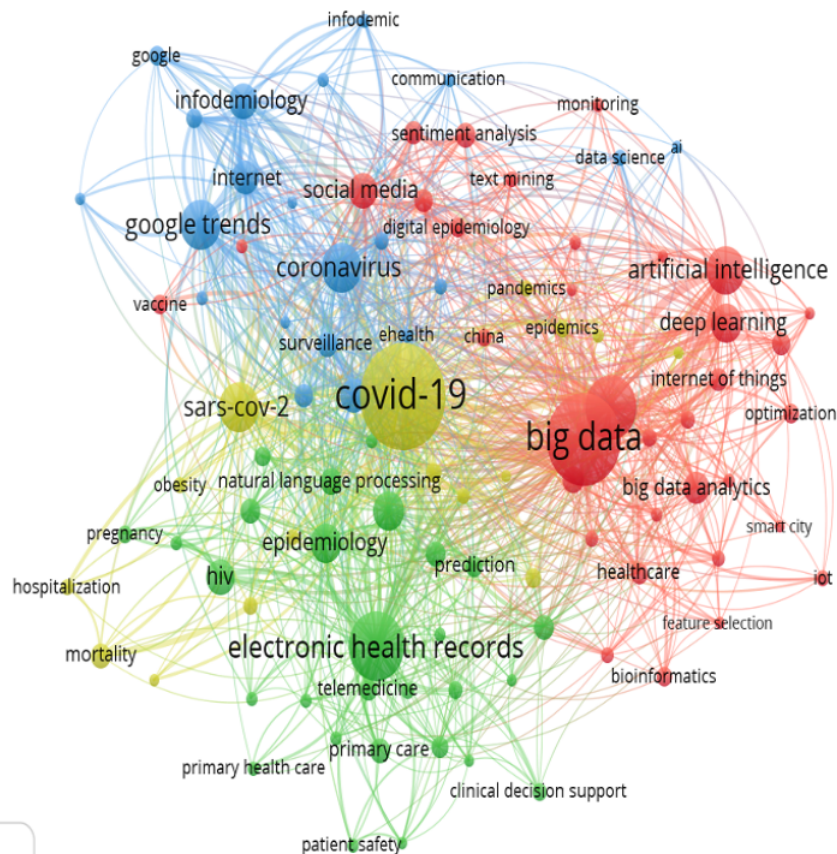 infodemic
google
communication
infodemiology
monitoring
sentiment analysis
ai
data science
internet
text mining
social media
google trends
digital epidemiology
coronavirus
artificial intelligence
pandemics
vaccine
deep learning
epidemics
ehealth
china
surveillance
internet of things
covid-19
sars-cov-2
optimization
big data
natural language processing
obesity
big data analytics
smart city
pregnancy
epidemiology
prediction
healthcare
hiv
iot
hospitalization
feature selection
electronic health records
mortality
bioinformatics
telemedicine
primary care
primary health care
clinical decision support
patient safety